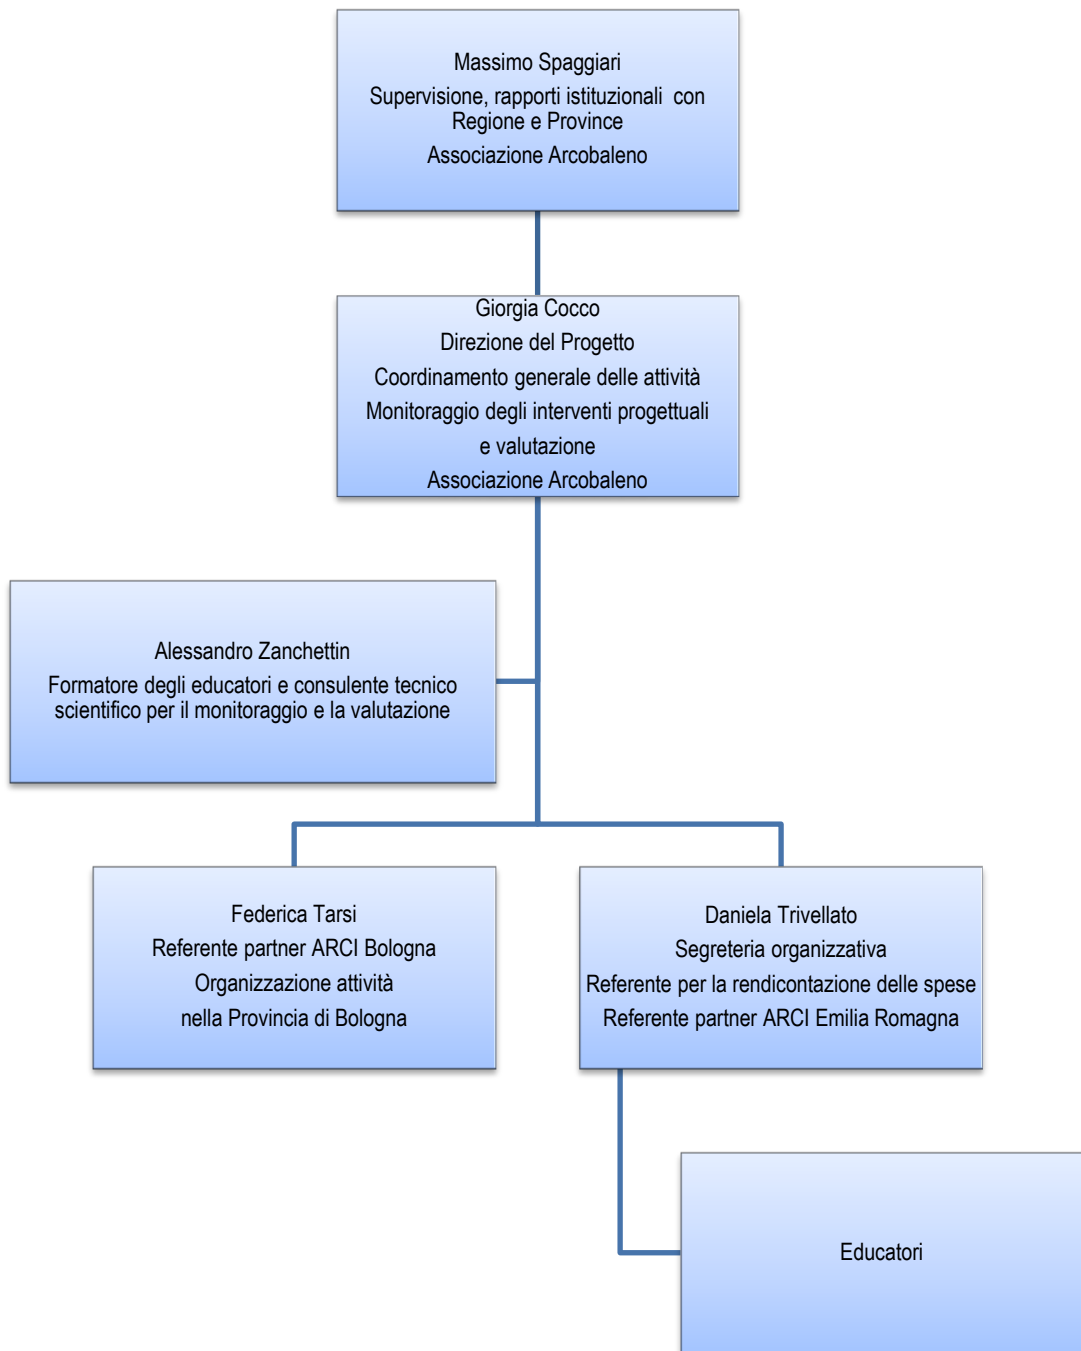 Massimo Spaggiari
Supervisione, rapporti istituzionali con
Regione e Province
Associazione Arcobaleno
Giorgia Cocco
Direzione del Progetto
Coordinamento generale delle attività
Monitoraggio degli interventi progettuali
e valutazione
Associazione Arcobaleno
Alessandro Zanchettin
Formatore degli educatori e consulente tecnico
scientifico per il monitoraggio e la valutazione
Federica Tarsi
Referente partner ARCI Bologna
Organizzazione attività
nella Provincia di Bologna
Daniela Trivellato
Segreteria organizzativa
Referente per la rendicontazione delle spese
Referente partner ARCI Emilia Romagna
Educatori